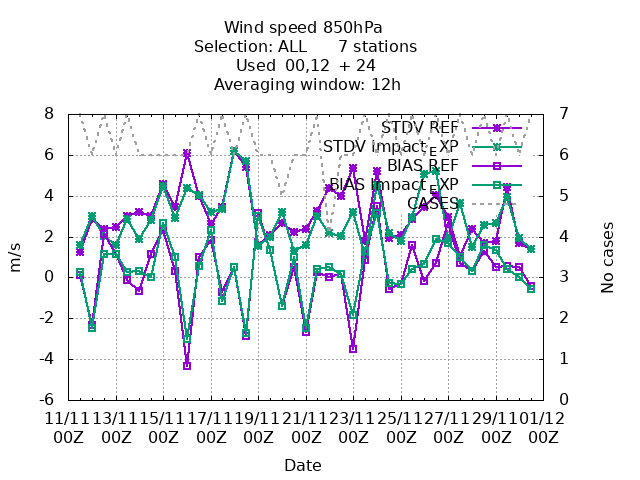 Wind speed 850hPa
Selection: ALL 7 stations
Used 00,12 + 24
Averaging window: 12h
8 7
STDV REF
STDV Impact_EXP
6 6
BIAS REF
BIAS Impact_EXP
4 5
CASES
2 4
m/s No cases
0 3
-2 2
-4 1
-6 0
11/11 13/11 15/11 17/11 19/11 21/11 23/11 25/11 27/11 29/11 01/12
00Z 00Z 00Z 00Z 00Z 00Z 00Z 00Z 00Z 00Z 00Z
Date